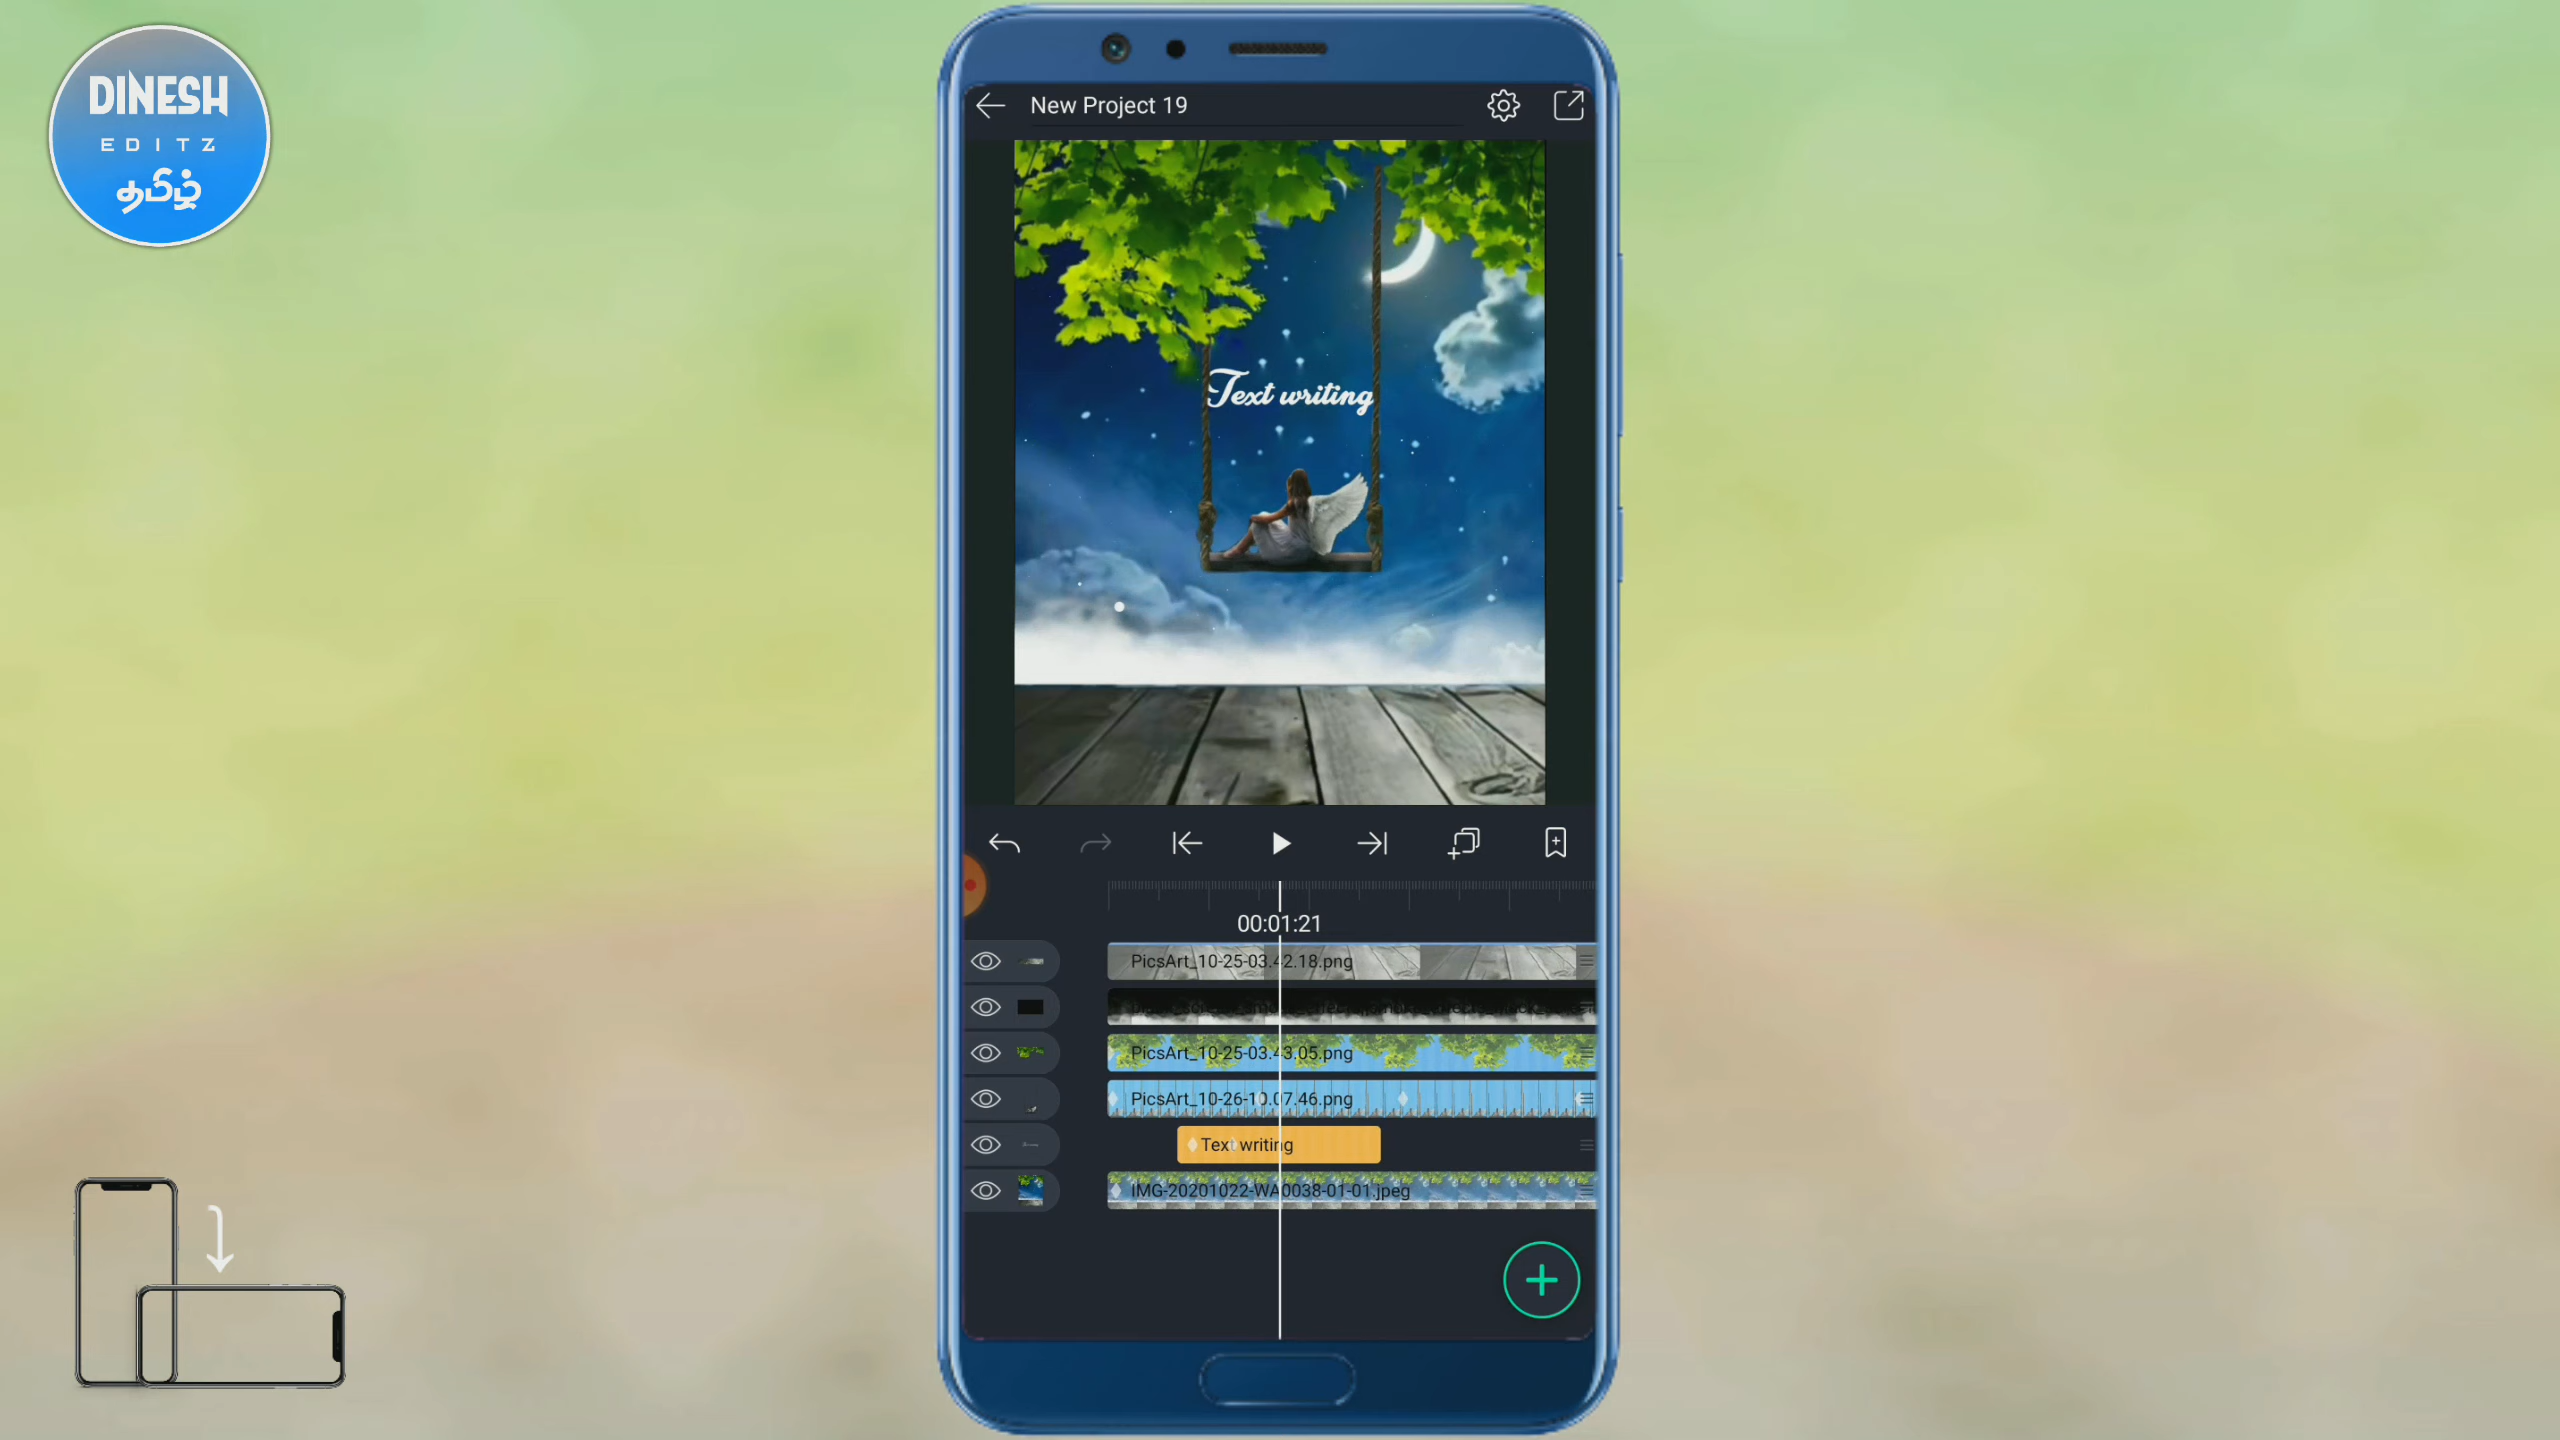 DINESH
EDITZ
தமிழ்
New Project 19
Text writing
00:01:21
PicsArt_10-25-03.42.18.png
PicsArt_10-25-03.43.05.png
PicsArt_10-26-10.07.46.png
Text writing
IMG-20201022-WA0038-01-01.jpeg